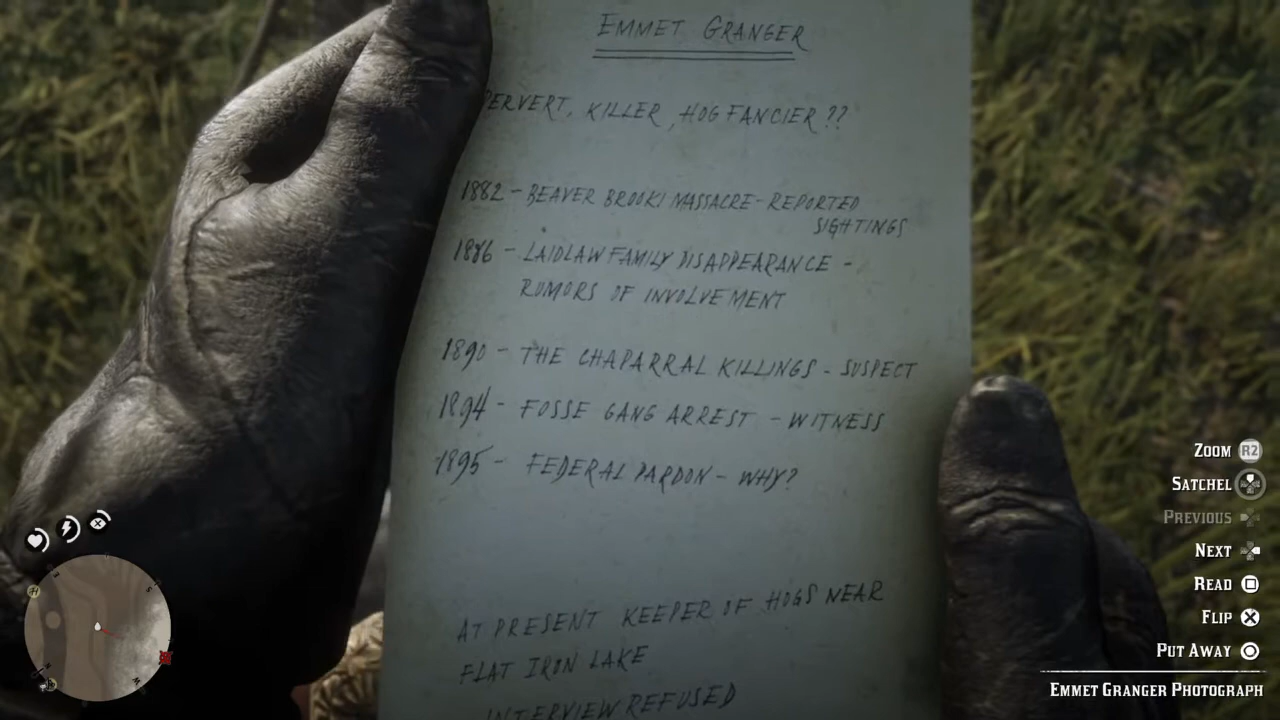 EMMET GRANGER
PERVERT, KILLER, HOG FANCIER ??
1882 - BEAVER BROOK MASSACRE - REPORTED
SIGHTINGS
1886 - LAIDLAW FAMILY DISAPPEARANCE -
RUMORS OF INVOLVEMENT
1890 - THE CHAPARRAL KILLINGS - SUSPECT
1894 - FOSSE GANG ARREST - WITNESS
1895 - FEDERAL PARDON - WHY?
AT PRESENT KEEPER OF HOGS NEAR
FLAT IRON LAKE
INTERVIEW REFUSED
ZOOM R2
SATCHEL
PREVIOUS
NEXT
READ
FLIP
PUT AWAY
EMMET GRANGER PHOTOGRAPH